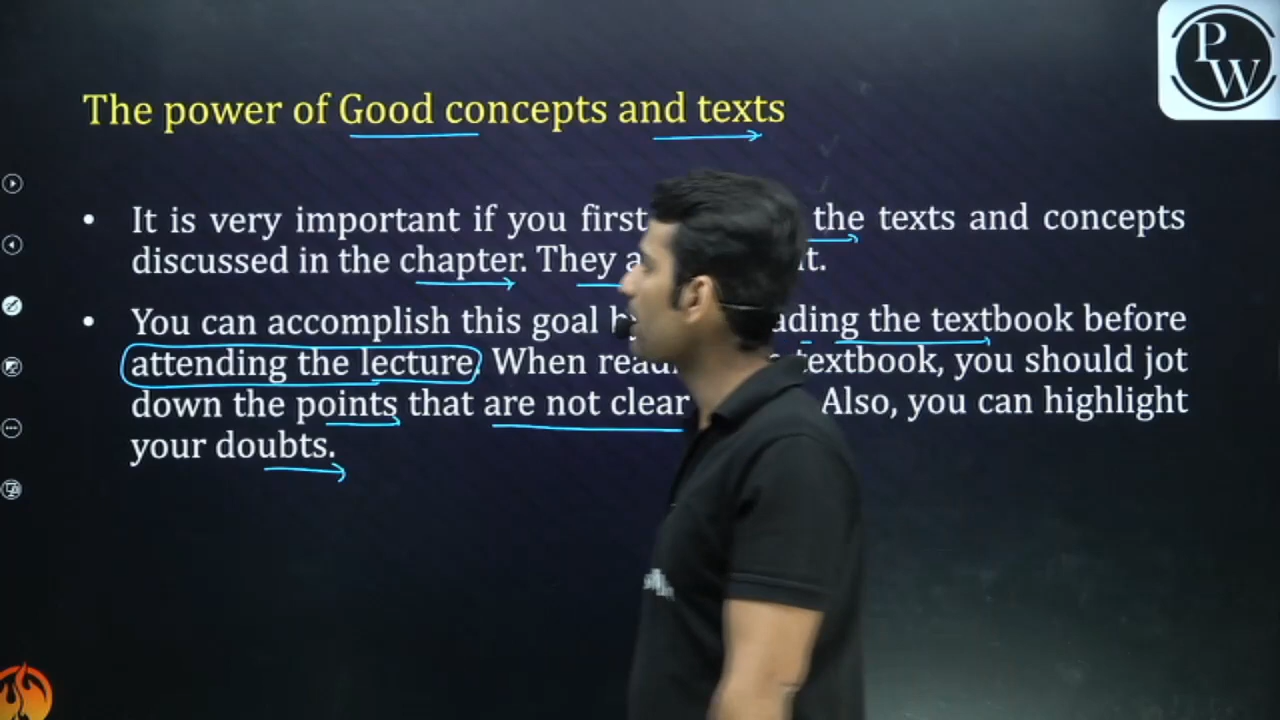 PW
The power of Good concepts and texts
• It is very important if you first the texts and concepts
discussed in the chapter. They
• You can accomplish this goal the textbook before
attending the lecture. When textbook, you should jot
down the points that are not clear Also, you can highlight
your doubts.